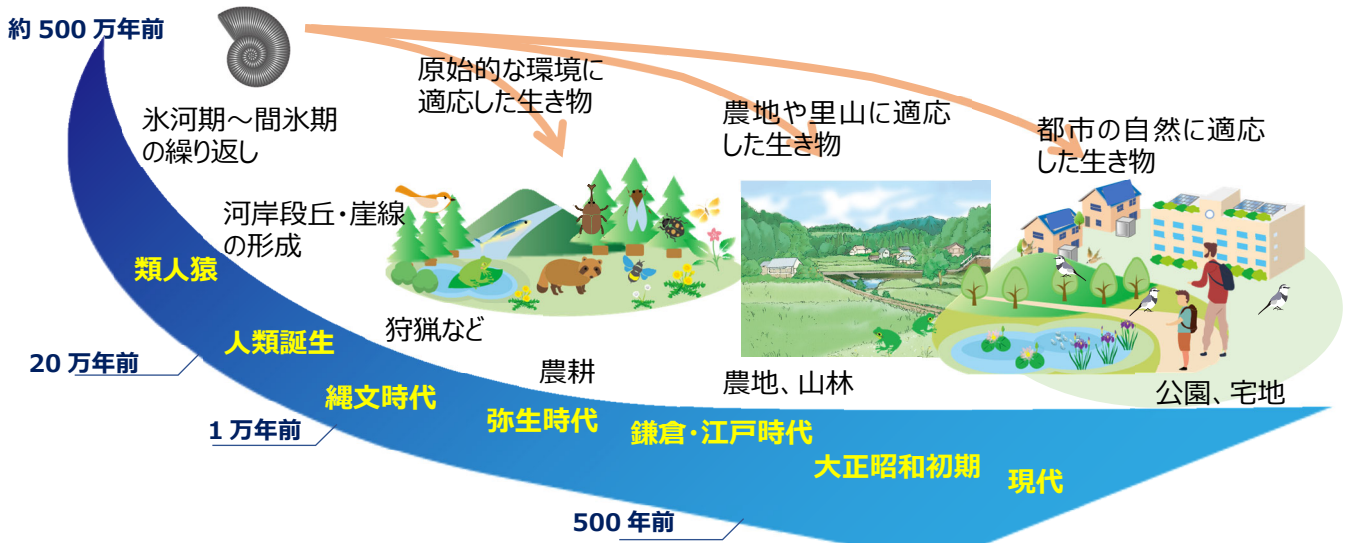 約 500 万年前
氷河期～間氷期
の繰り返し
原始的な環境に
適応した生き物
農地や里山に適応
した生き物
都市の自然に適応
した生き物
河岸段丘・崖線
の形成
類人猿
人類誕生
狩猟など
20 万年前
縄文時代
農耕
農地、山林
公園、宅地
1 万年前
弥生時代
鎌倉・江戸時代
大正昭和初期
現代
500 年前